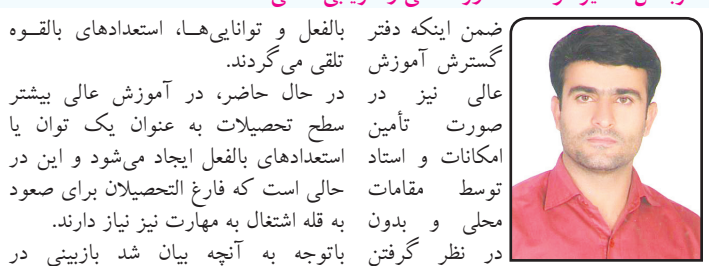 ضمن اینکه دفتر
گسترش آموزش
عالی نیز در
صورت تأمین
امکانات و استاد
توسط مقامات
محلی و بدون
در نظر گرفتن
بالفعل و توانایی‌هــا، استعدادهای بالقــوه
تلقی می‌گردند.
در حال حاضر، در آموزش عالی بیشتر
سطح تحصیلات به عنوان یک توان یا
استعدادهای بالفعل ایجاد می‌شود و این در
حالی است که فارغ التحصیلان برای صعود
به قله اشتغال به مهارت نیز نیاز دارند.
باتوجه به آنچه بیان شد بازبینی در